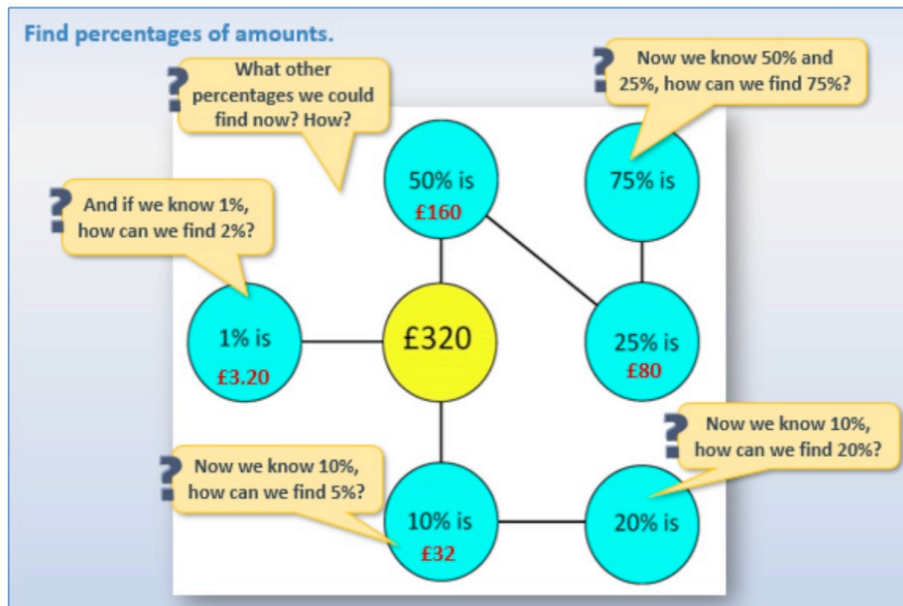 Find percentages of amounts.
? What other
percentages we could
find now? How?
? Now we know 50% and
25%, how can we find 75%?
? And if we know 1%,
how can we find 2%?
50% is
£160
75% is
1% is
£3.20
£320
25% is
£80
? Now we know 10%,
how can we find 20%?
? Now we know 10%,
how can we find 5%?
10% is
£32
20% is